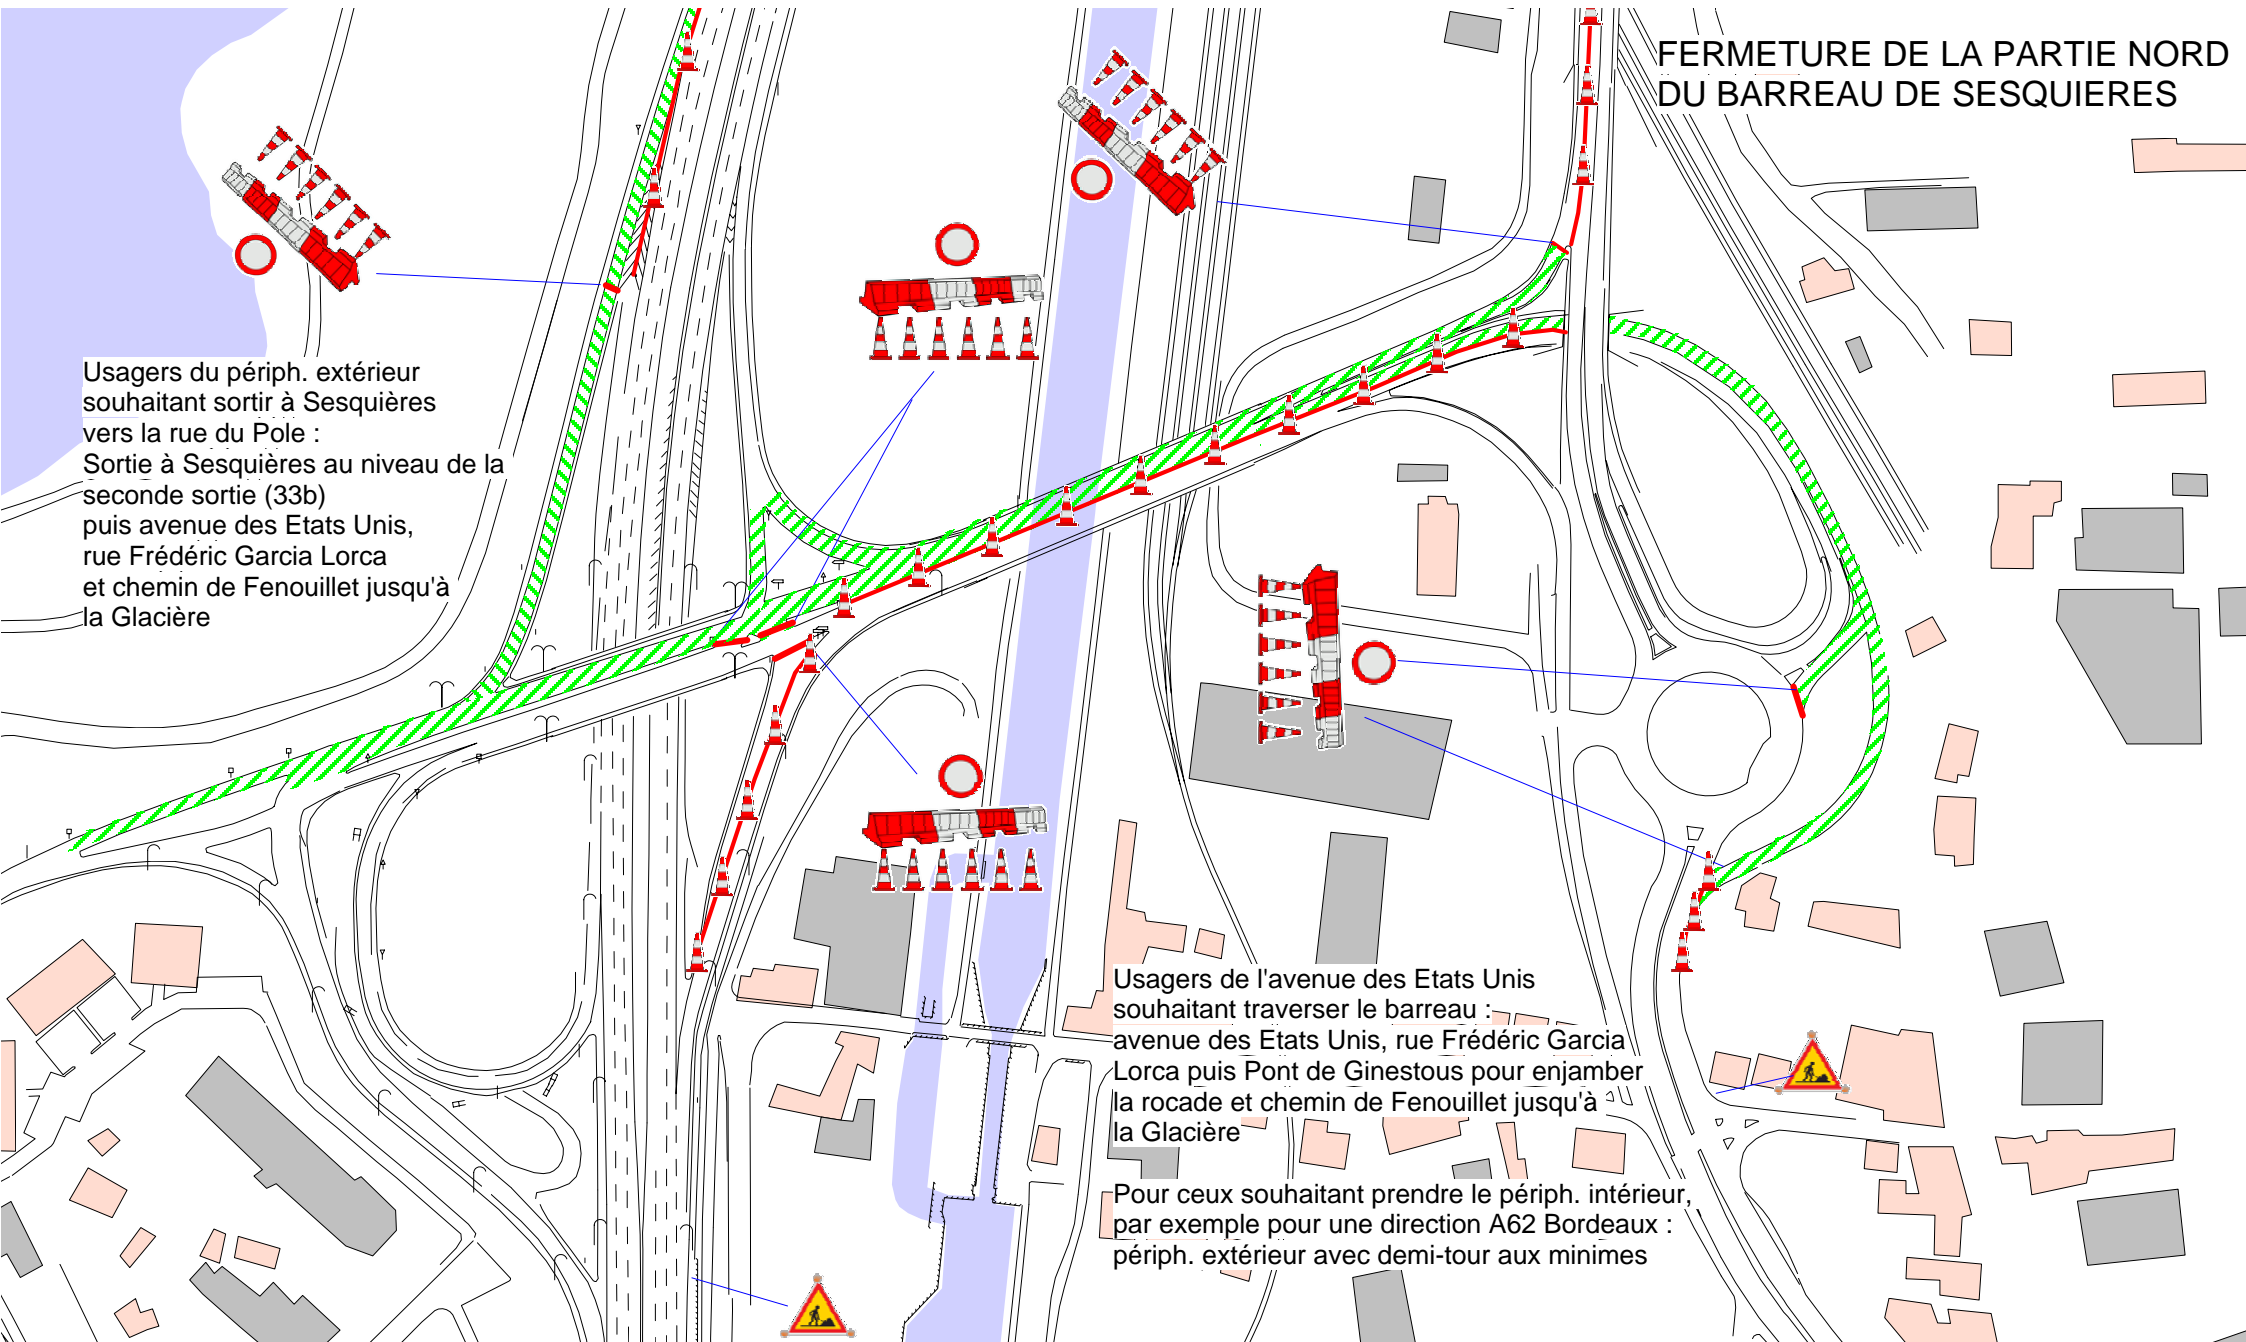 FERMETURE DE LA PARTIE NORD
DU BARREAU DE SESQUIERES
Usagers du périph. extérieur
souhaitant sortir à Sesquières
vers la rue du Pole :
Sortie à Sesquières au niveau de la
seconde sortie (33b)
puis avenue des Etats Unis,
rue Frédéric Garcia Lorca
et chemin de Fenouillet jusqu'à
la Glacière
Usagers de l'avenue des Etats Unis
souhaitant traverser le barreau :
avenue des Etats Unis, rue Frédéric Garcia
Lorca puis Pont de Ginestous pour enjamber
la rocade et chemin de Fenouillet jusqu'à
la Glacière
Pour ceux souhaitant prendre le périph. intérieur,
par exemple pour une direction A62 Bordeaux :
périph. extérieur avec demi-tour aux minimes